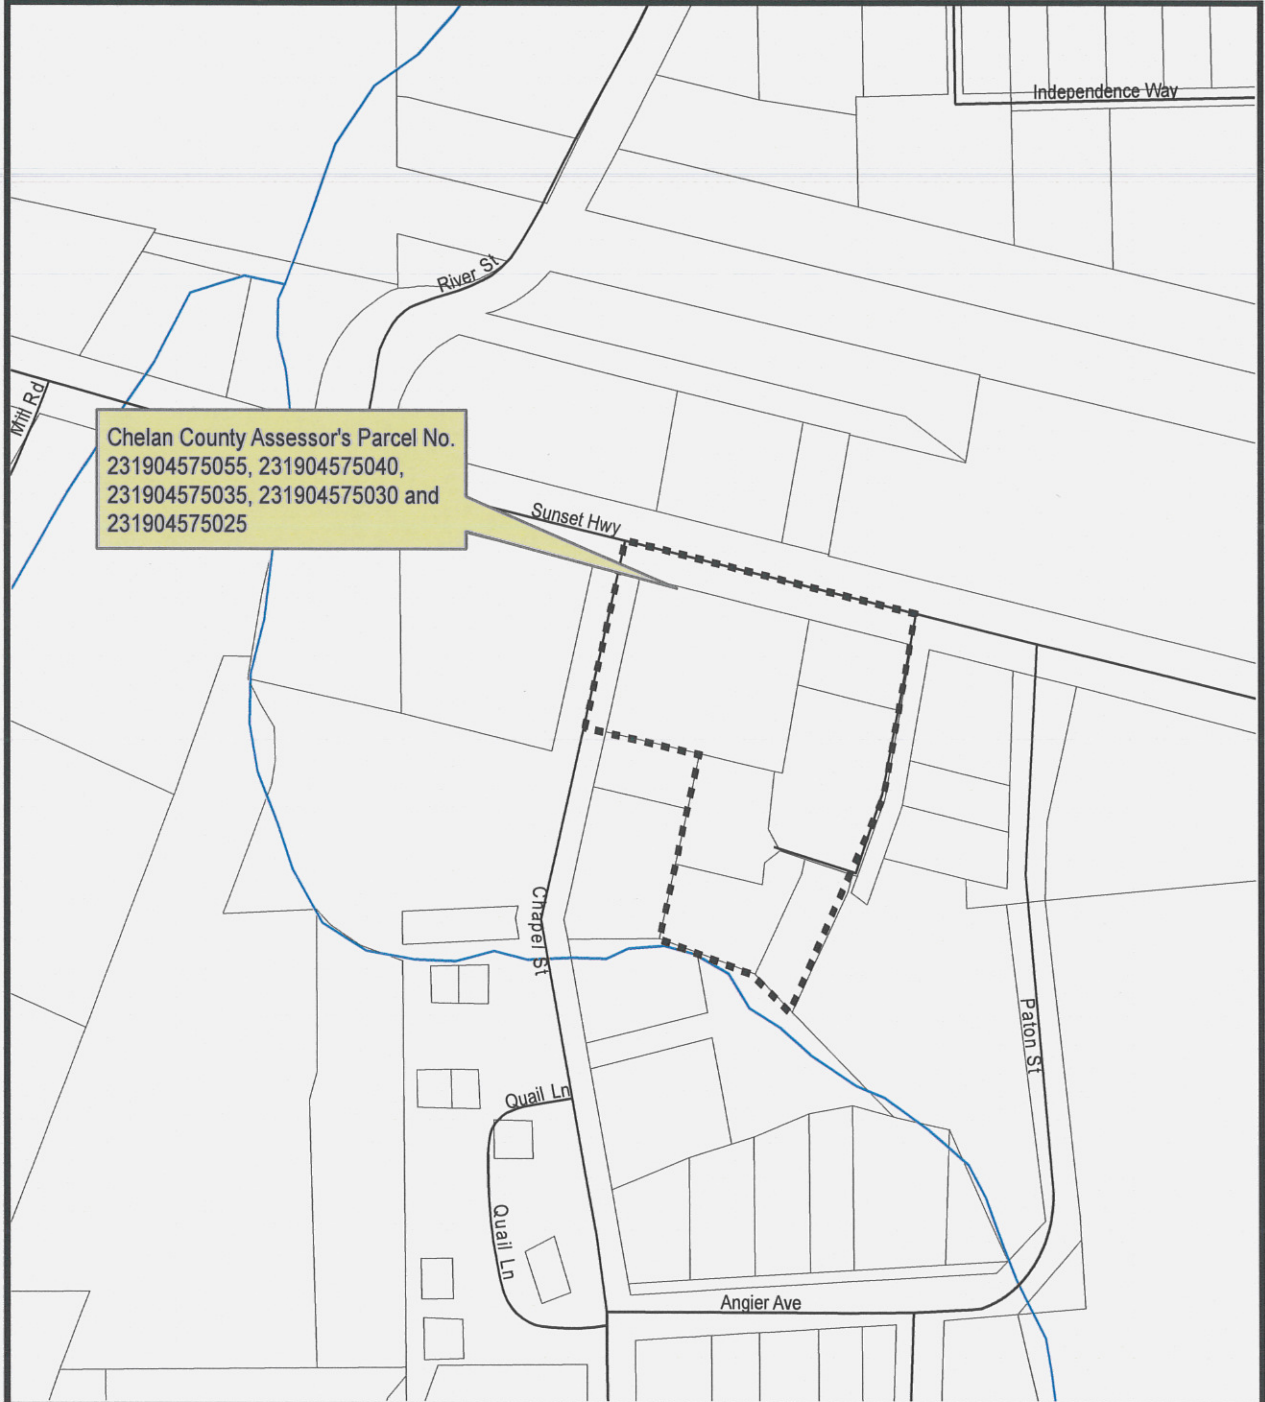 Independence Way
River St
Mill Rd
Chelan County Assessor's Parcel No.
231904575055, 231904575040,
231904575035, 231904575030 and
231904575025
Sunset Hwy
Chapel St
Paton St
Quail Ln
Quail Ln
Angier Ave